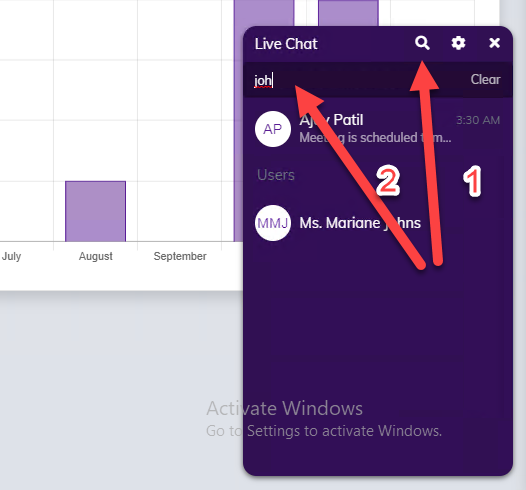 Live Chat
joh
Clear
AP
Ajay Patil
3:30 AM
Meeting is scheduled
Users
2
1
MMJ
Ms. Mariane Johns
July
August
September
Activate Windows
Go to Settings to activate Windows.